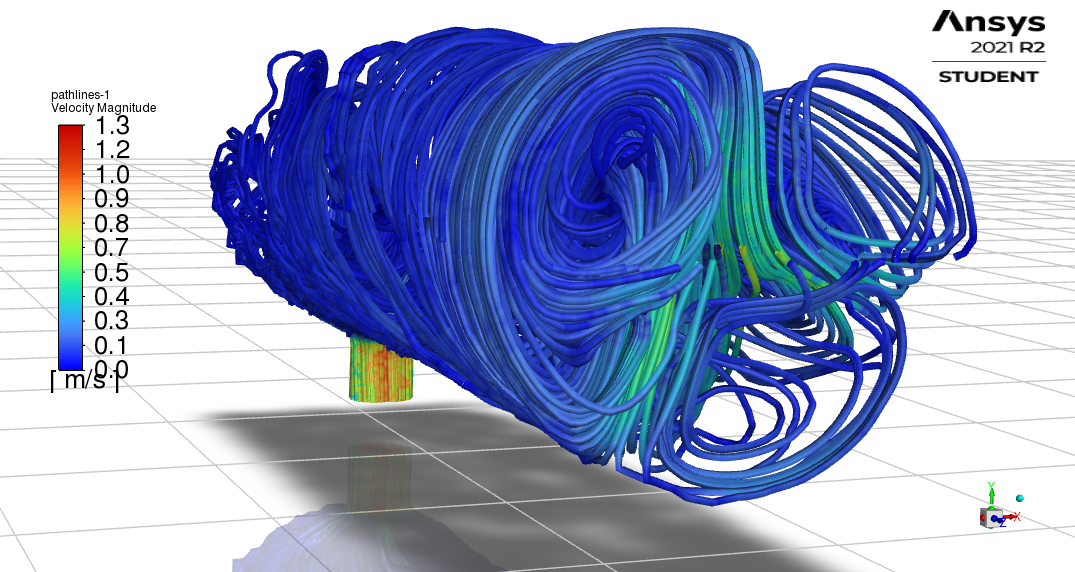 Ansys
2021 R2
STUDENT
pathlines-1
Velocity Magnitude
1.3
1.2
1.0
0.9
0.8
0.7
0.5
0.4
0.3
0.1
0.0
[ m/s ]
Y
X
Z